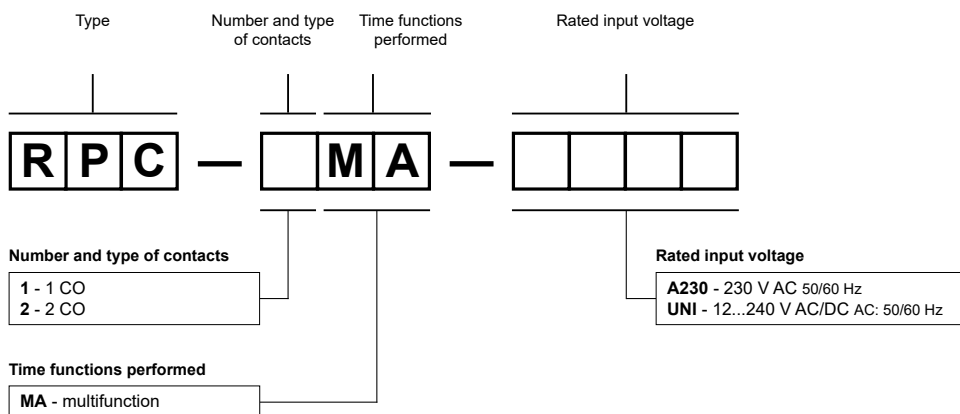 Type
Number and type
of contacts
Time functions
performed
Rated input voltage
R P C — M A —
Number and type of contacts
1 - 1 CO
2 - 2 CO
Rated input voltage
A230 - 230 V AC 50/60 Hz
UNI - 12...240 V AC/DC AC: 50/60 Hz
Time functions performed
MA - multifunction